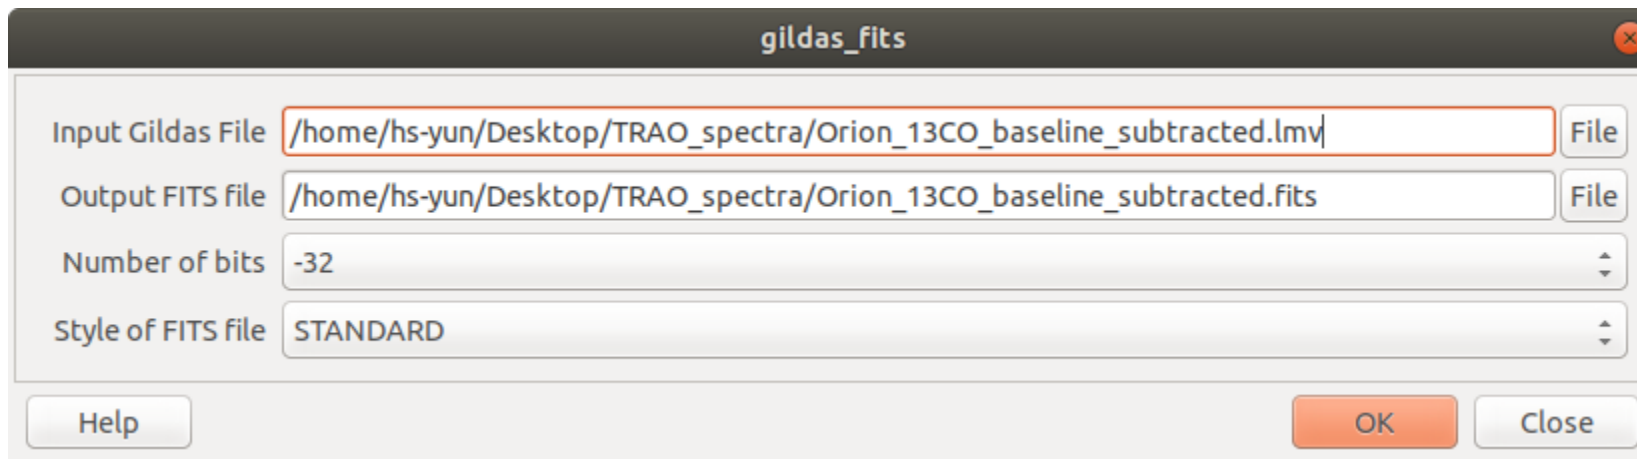 gildas_fits
Input Gildas File /home/hs-yun/Desktop/TRAO_spectra/Orion_13CO_baseline_subtracted.lmv File
Output FITS file /home/hs-yun/Desktop/TRAO_spectra/Orion_13CO_baseline_subtracted.fits File
Number of bits -32
Style of FITS file STANDARD
Help OK Close